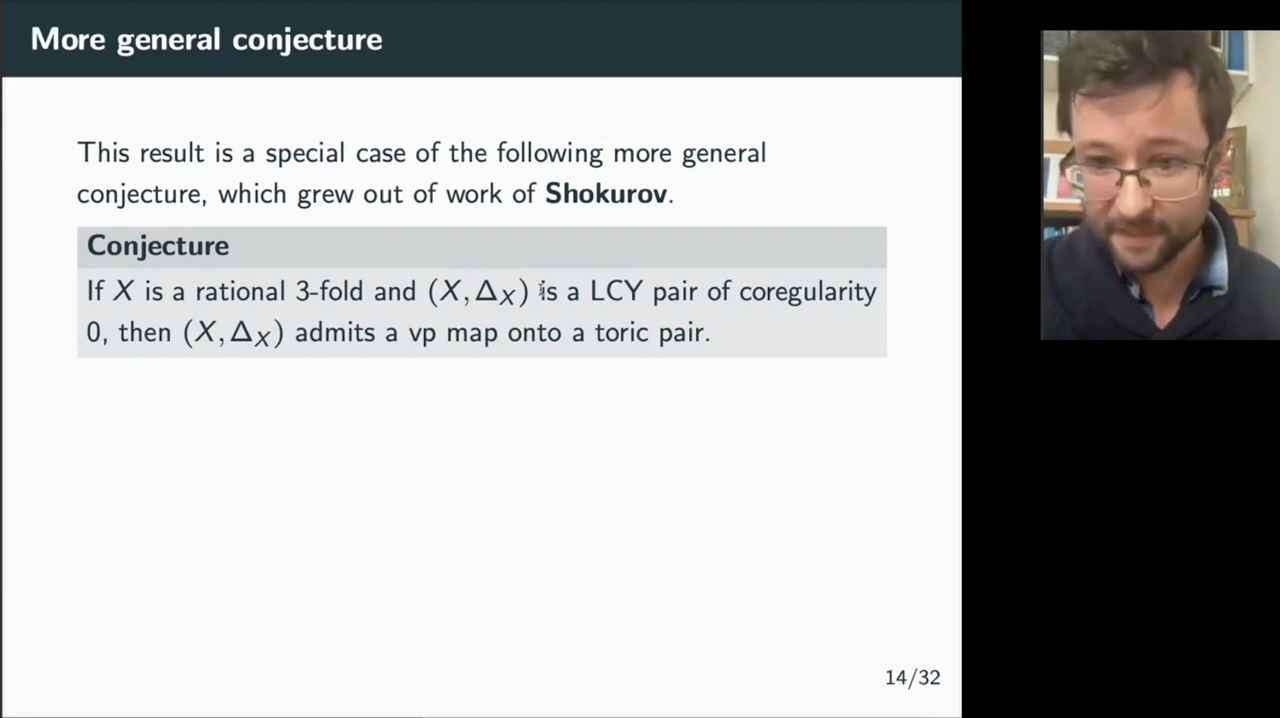 More general conjecture
This result is a special case of the following more general
conjecture, which grew out of work of Shokurov.
Conjecture
If X is a rational 3-fold and (X, Δ_X) is a LCY pair of coregularity
0, then (X, Δ_X) admits a vp map onto a toric pair.
14/32